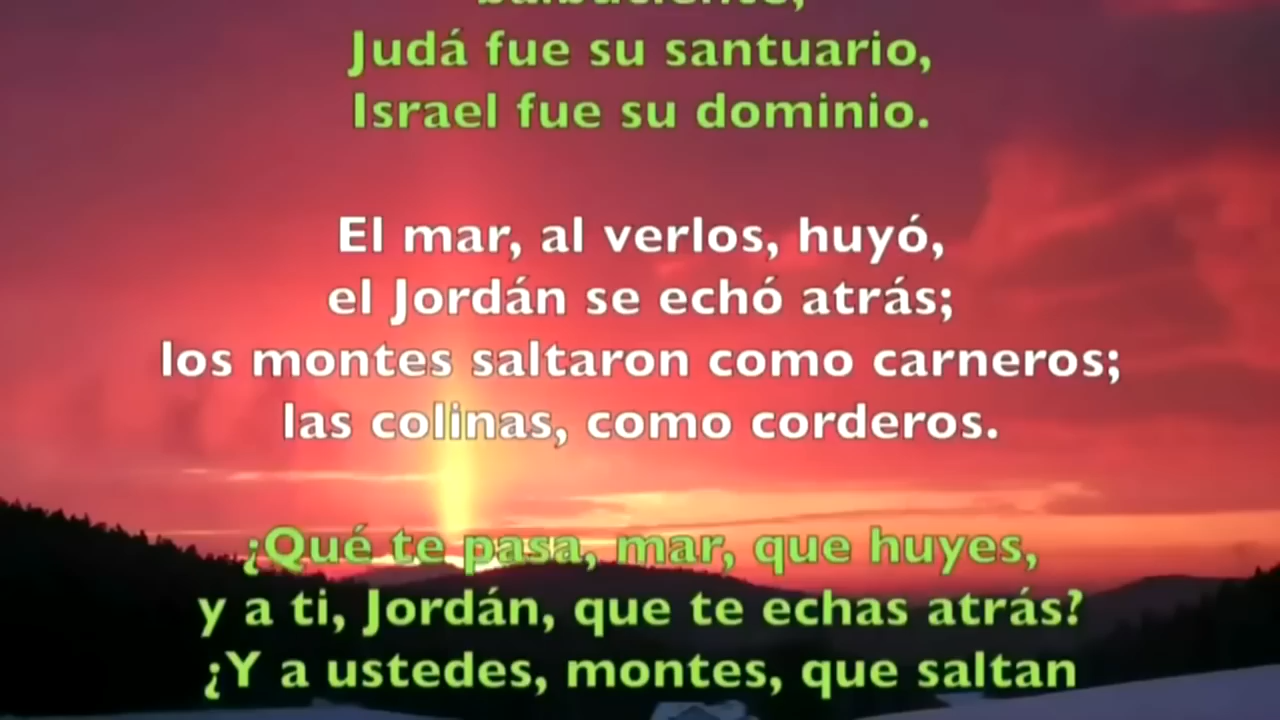 Judá fue su santuario,
Israel fue su dominio.
El mar, al verlos, huyó,
el Jordán se echó atrás;
los montes saltaron como carneros;
las colinas, como corderos.
¿Qué te pasa, mar, que huyes,
y a ti, Jordán, que te echas atrás?
¿Y a ustedes, montes, que saltan